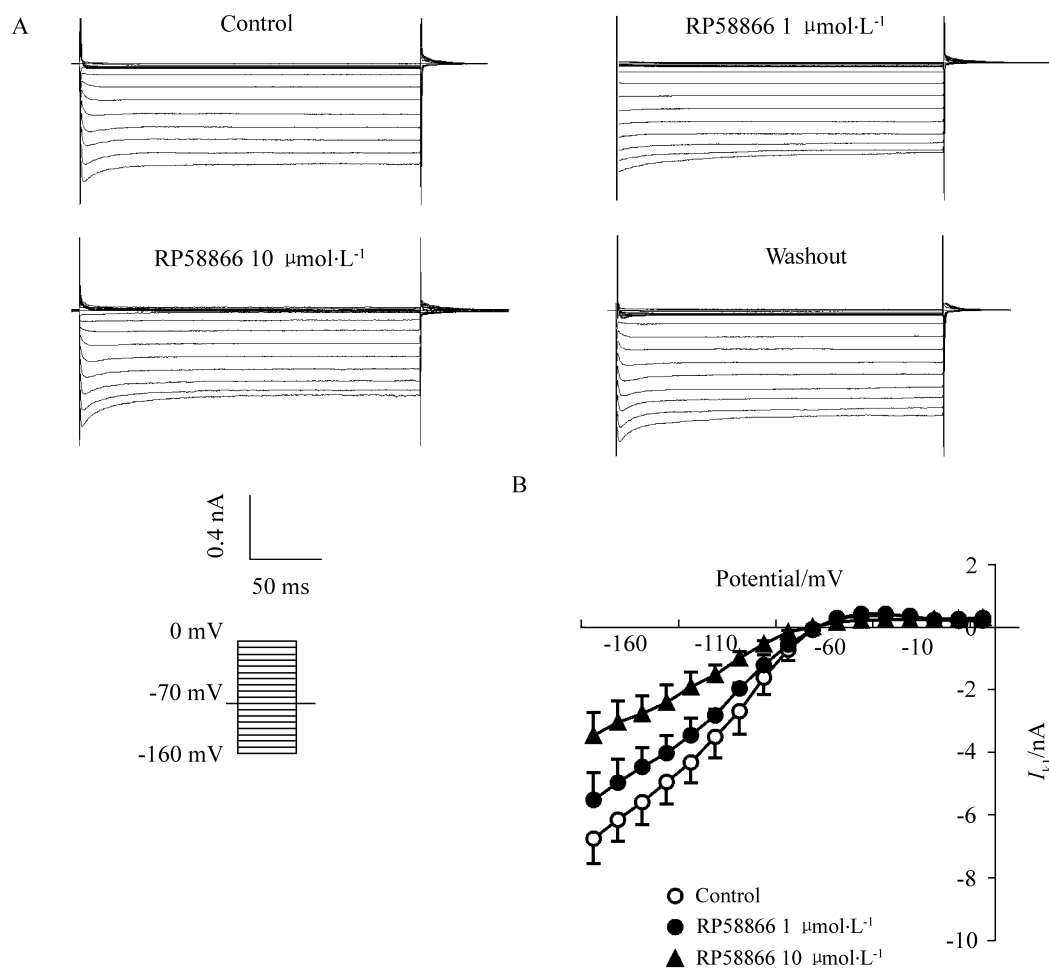 A
Control
RP58866 1 μmol·L-1
RP58866 10 μmol·L-1
Washout
0.4 nA
50 ms
0 mV
-70 mV
-160 mV
B
Potential/mV
-160
-110
-60
-10
2
0
-2
-4
-6
-8
-10
Ik1/nA
Control
RP58866 1 μmol·L-1
RP58866 10 μmol·L-1